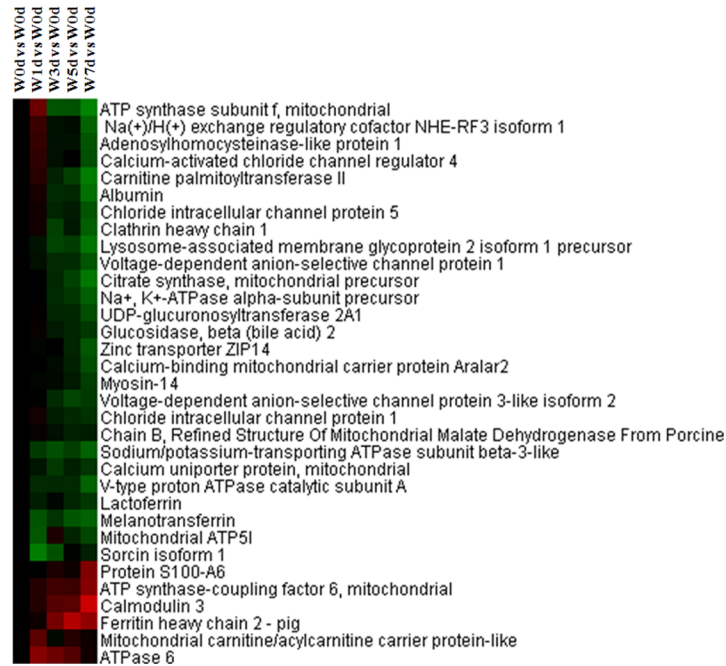 W0dvsW0d
W1dvsW0d
W3dvsW0d
W5dvsW0d
W7dvsW0d
ATP synthase subunit f, mitochondrial
Na(+)/H(+) exchange regulatory cofactor NHE-RF3 isoform 1
Adenosylhomocysteinase-like protein 1
Calcium-activated chloride channel regulator 4
Carnitine palmitoyltransferase II
Albumin
Chloride intracellular channel protein 5
Clathrin heavy chain 1
Lysosome-associated membrane glycoprotein 2 isoform 1 precursor
Voltage-dependent anion-selective channel protein 1
Citrate synthase, mitochondrial precursor
Na+, K+-ATPase alpha-subunit precursor
UDP-glucuronosyltransferase 2A1
Glucosidase, beta (bile acid) 2
Zinc transporter ZIP14
Calcium-binding mitochondrial carrier protein Aralar2
Myosin-14
Voltage-dependent anion-selective channel protein 3-like isoform 2
Chloride intracellular channel protein 1
Chain B, Refined Structure Of Mitochondrial Malate Dehydrogenase From Porcine
Sodium/potassium-transporting ATPase subunit beta-3-like
Calcium uniporter protein, mitochondrial
V-type proton ATPase catalytic subunit A
Lactoferrin
Melanotransferrin
Mitochondrial ATP5I
Sorcin isoform 1
Protein S100-A6
ATP synthase-coupling factor 6, mitochondrial
Calmodulin 3
Ferritin heavy chain 2 - pig
Mitochondrial carnitine/acylcarnitine carrier protein-like
ATPase 6